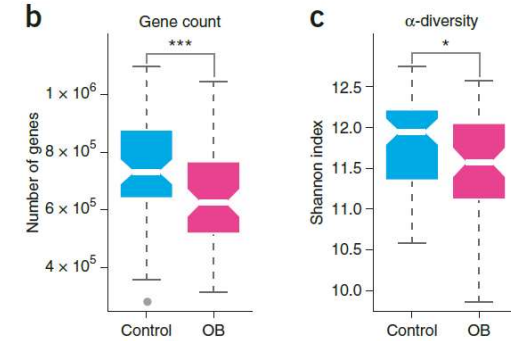 b
Gene count
***
Number of genes
1 × 10⁶
8 × 10⁵
6 × 10⁵
4 × 10⁵
Control OB
c
α-diversity
*
Shannon index
12.5
12.0
11.5
11.0
10.5
10.0
Control OB